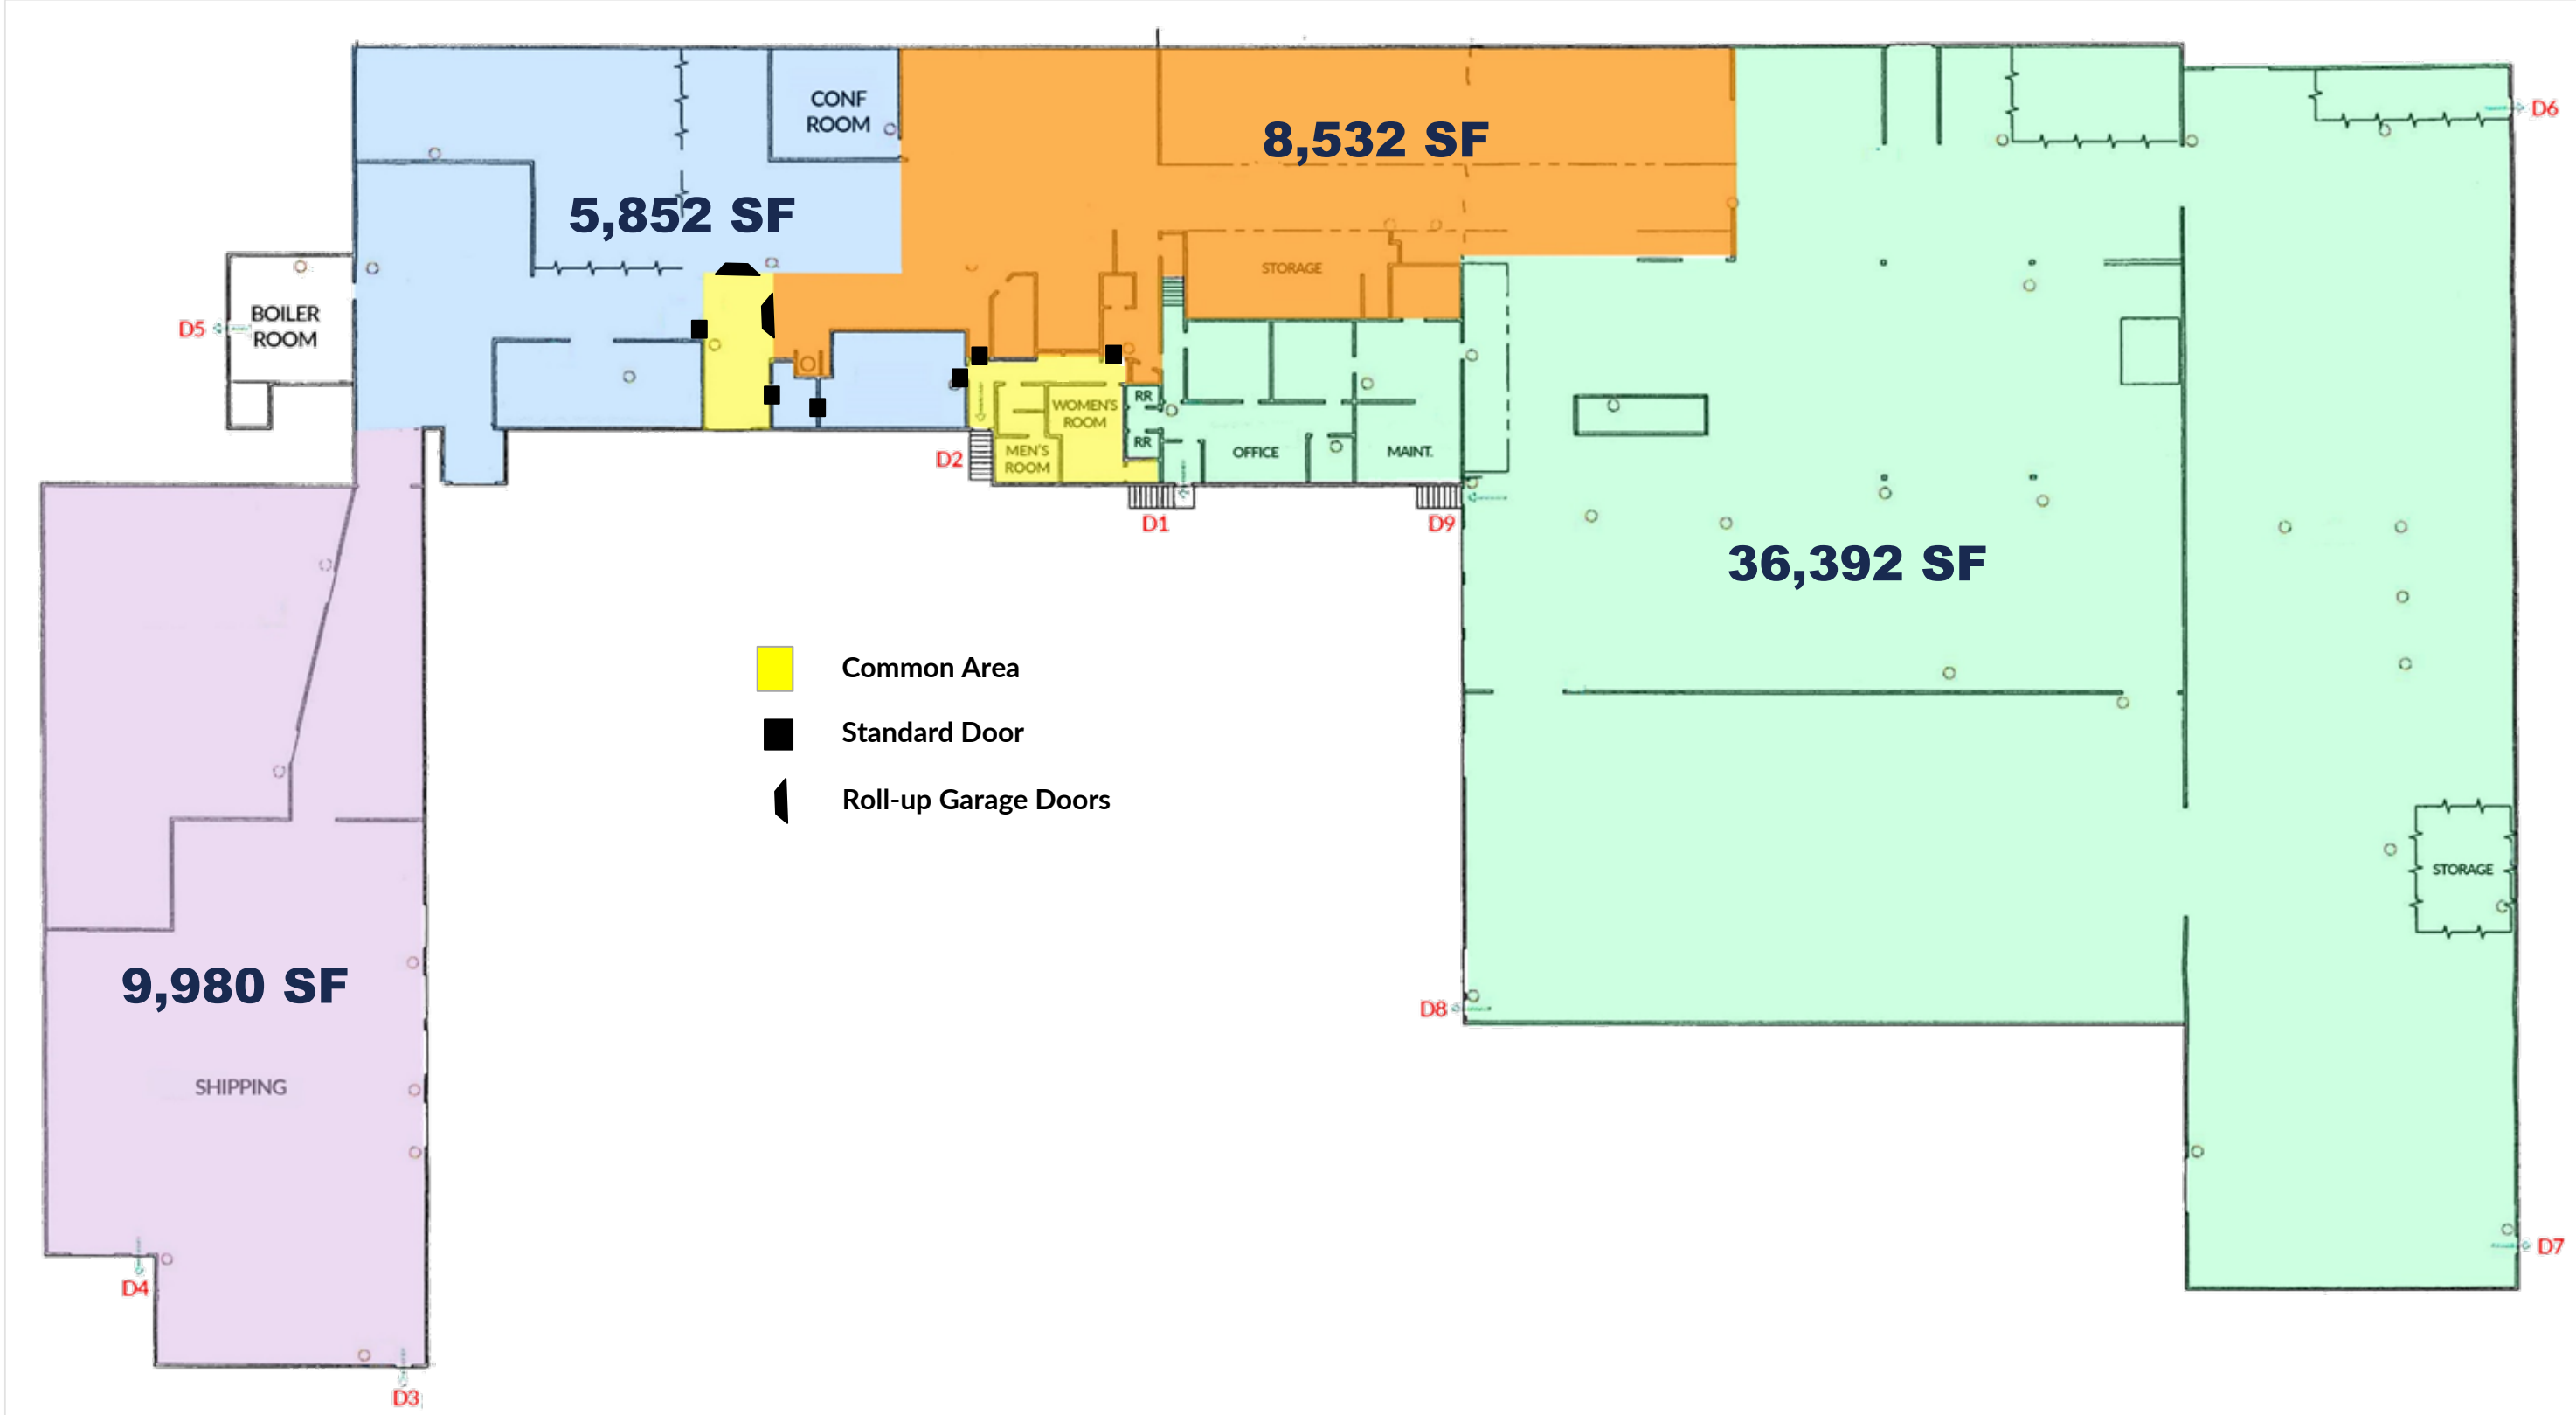 CONF
ROOM
8,532 SF
D6
5,852 SF
STORAGE
BOILER
ROOM
D5
RR
WOMEN'S
ROOM
RR
MEN'S
ROOM
OFFICE
MAINT.
D2
D1
D9
36,392 SF
Common Area
Standard Door
Roll-up Garage Doors
STORAGE
9,980 SF
D8
SHIPPING
D7
D4
D3